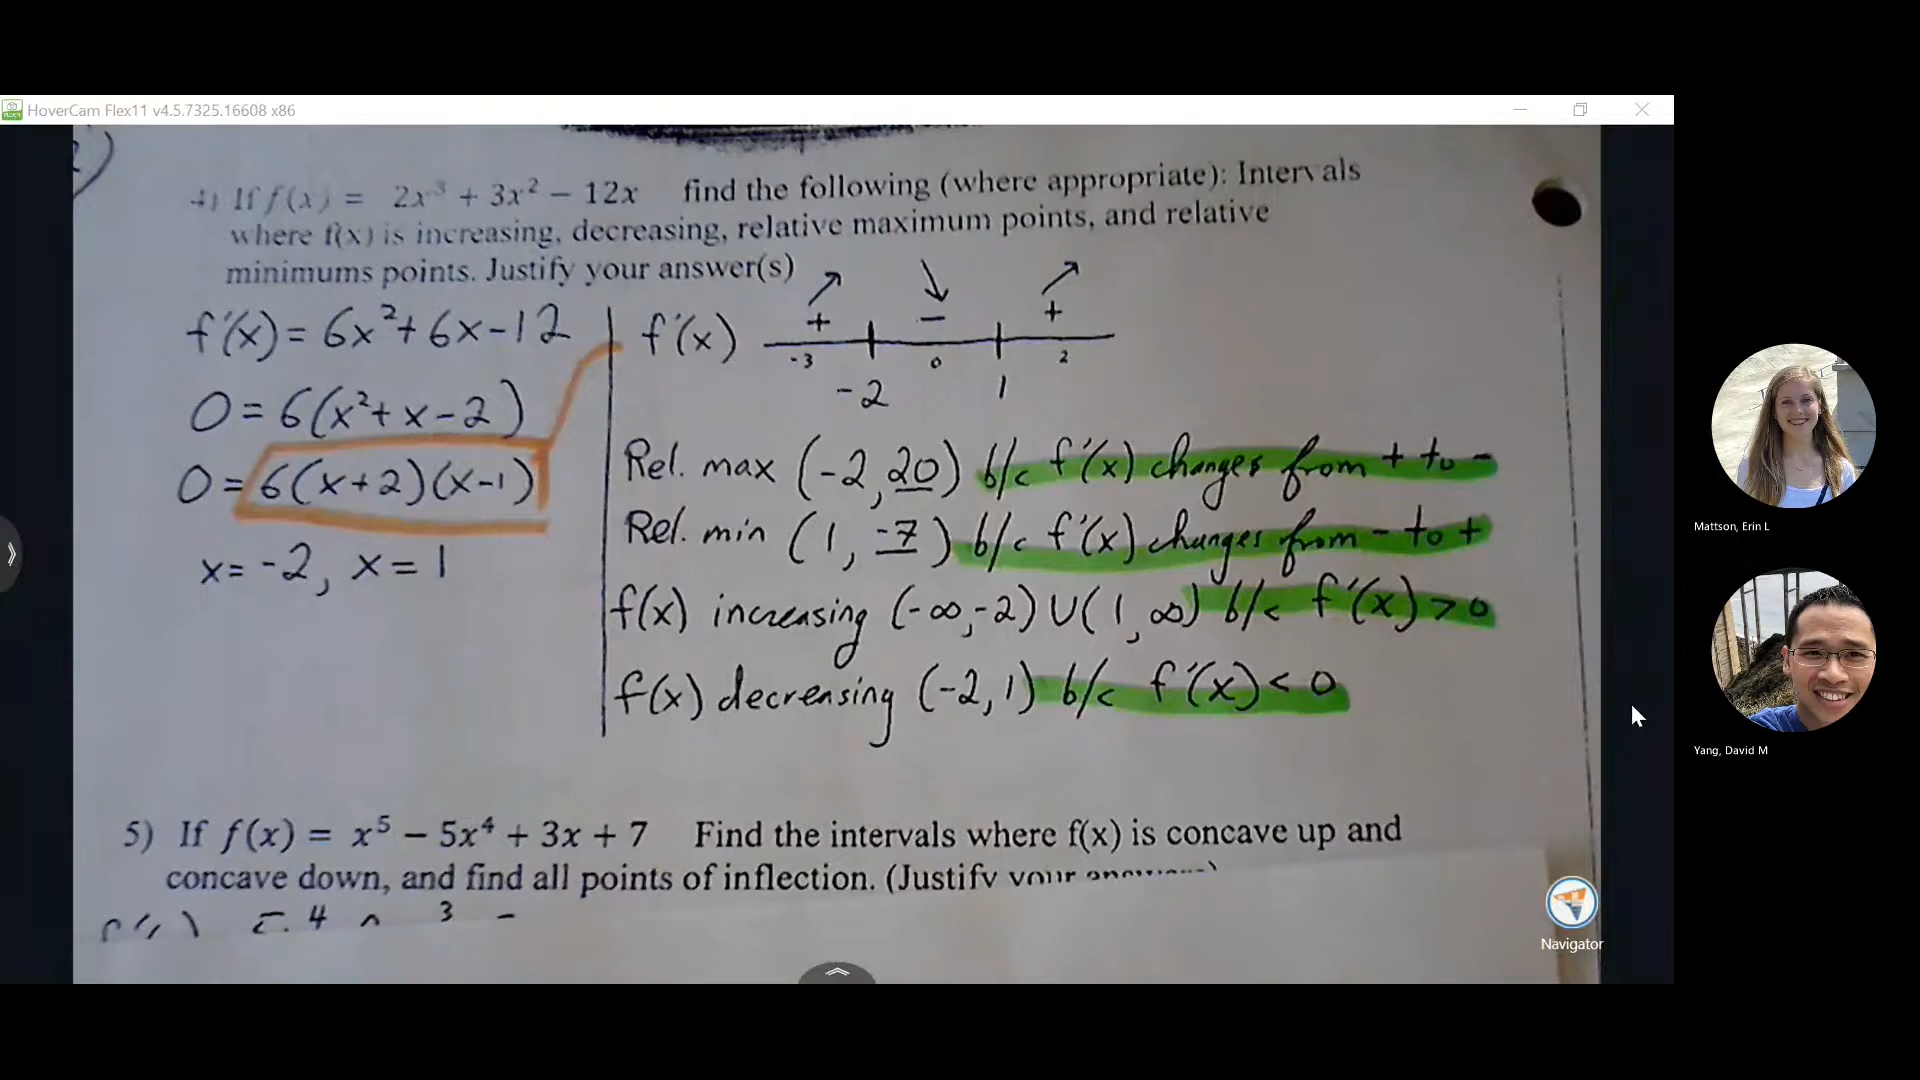 HoverCam Flex11 v4.5.7325.16608 x86
4) If f(x) = 2x³ + 3x² − 12x find the following (where appropriate): Intervals
where f(x) is increasing, decreasing, relative maximum points, and relative
minimums points. Justify your answer(s)
f'(x) = 6x² + 6x - 12
0 = 6(x² + x - 2)
0 = 6(x+2)(x-1)
x = -2, x = 1
+ − +
f'(x)
-3 0 2
-2 1
Rel. max (-2, 20) b/c f'(x) changes from + to -
Rel. min (1, -7) b/c f'(x) changes from - to +
f(x) increasing (-∞,-2) U (1, ∞) b/c f'(x) > 0
f(x) decreasing (-2, 1) b/c f'(x) < 0
5) If f(x) = x⁵ − 5x⁴ + 3x + 7 Find the intervals where f(x) is concave up and
concave down, and find all points of inflection. (Justify your
Navigator
Mattson, Erin L
Yang, David M